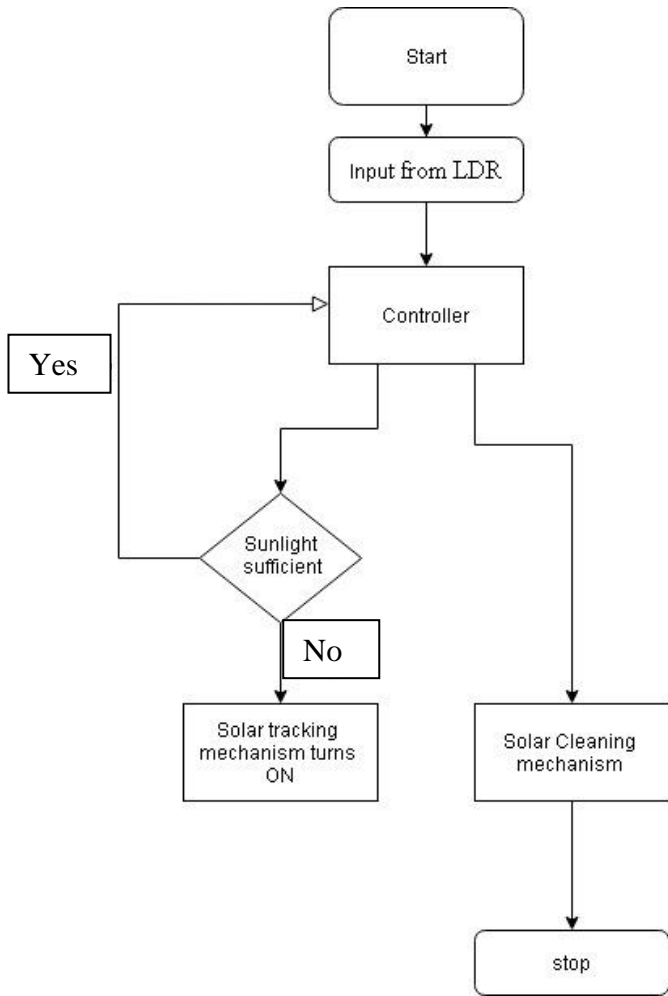 Start
Input from LDR
Controller
Yes
Sunlight
sufficient
No
Solar tracking
mechanism turns
ON
Solar Cleaning
mechanism
stop